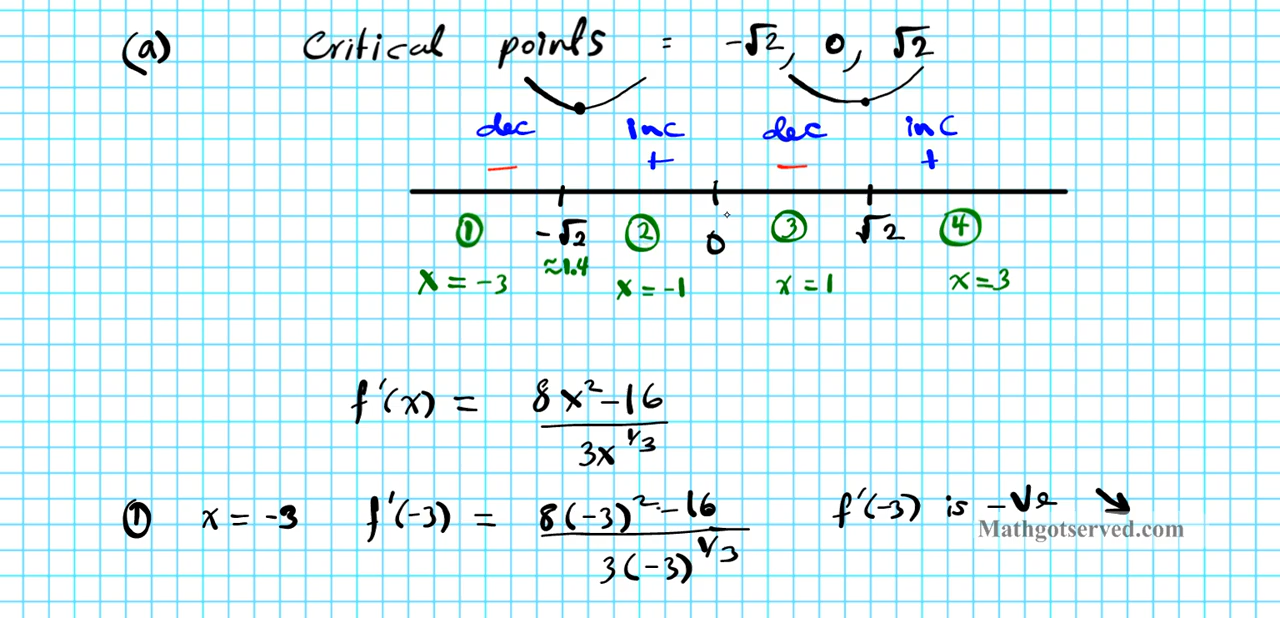 (a) Critical points = -√2, 0, √2
dec inc dec inc
— + — +
① -√2 ② 0 ③ √2 ④
≈1.4
x = -3 x = -1 x = 1 x = 3
f'(x) = (8x² - 16) / (3x^(1/3))
① x = -3 f'(-3) = (8(-3)² - 16) / (3(-3)^(1/3)) f'(-3) is -ve ↘
Mathgotserved.com